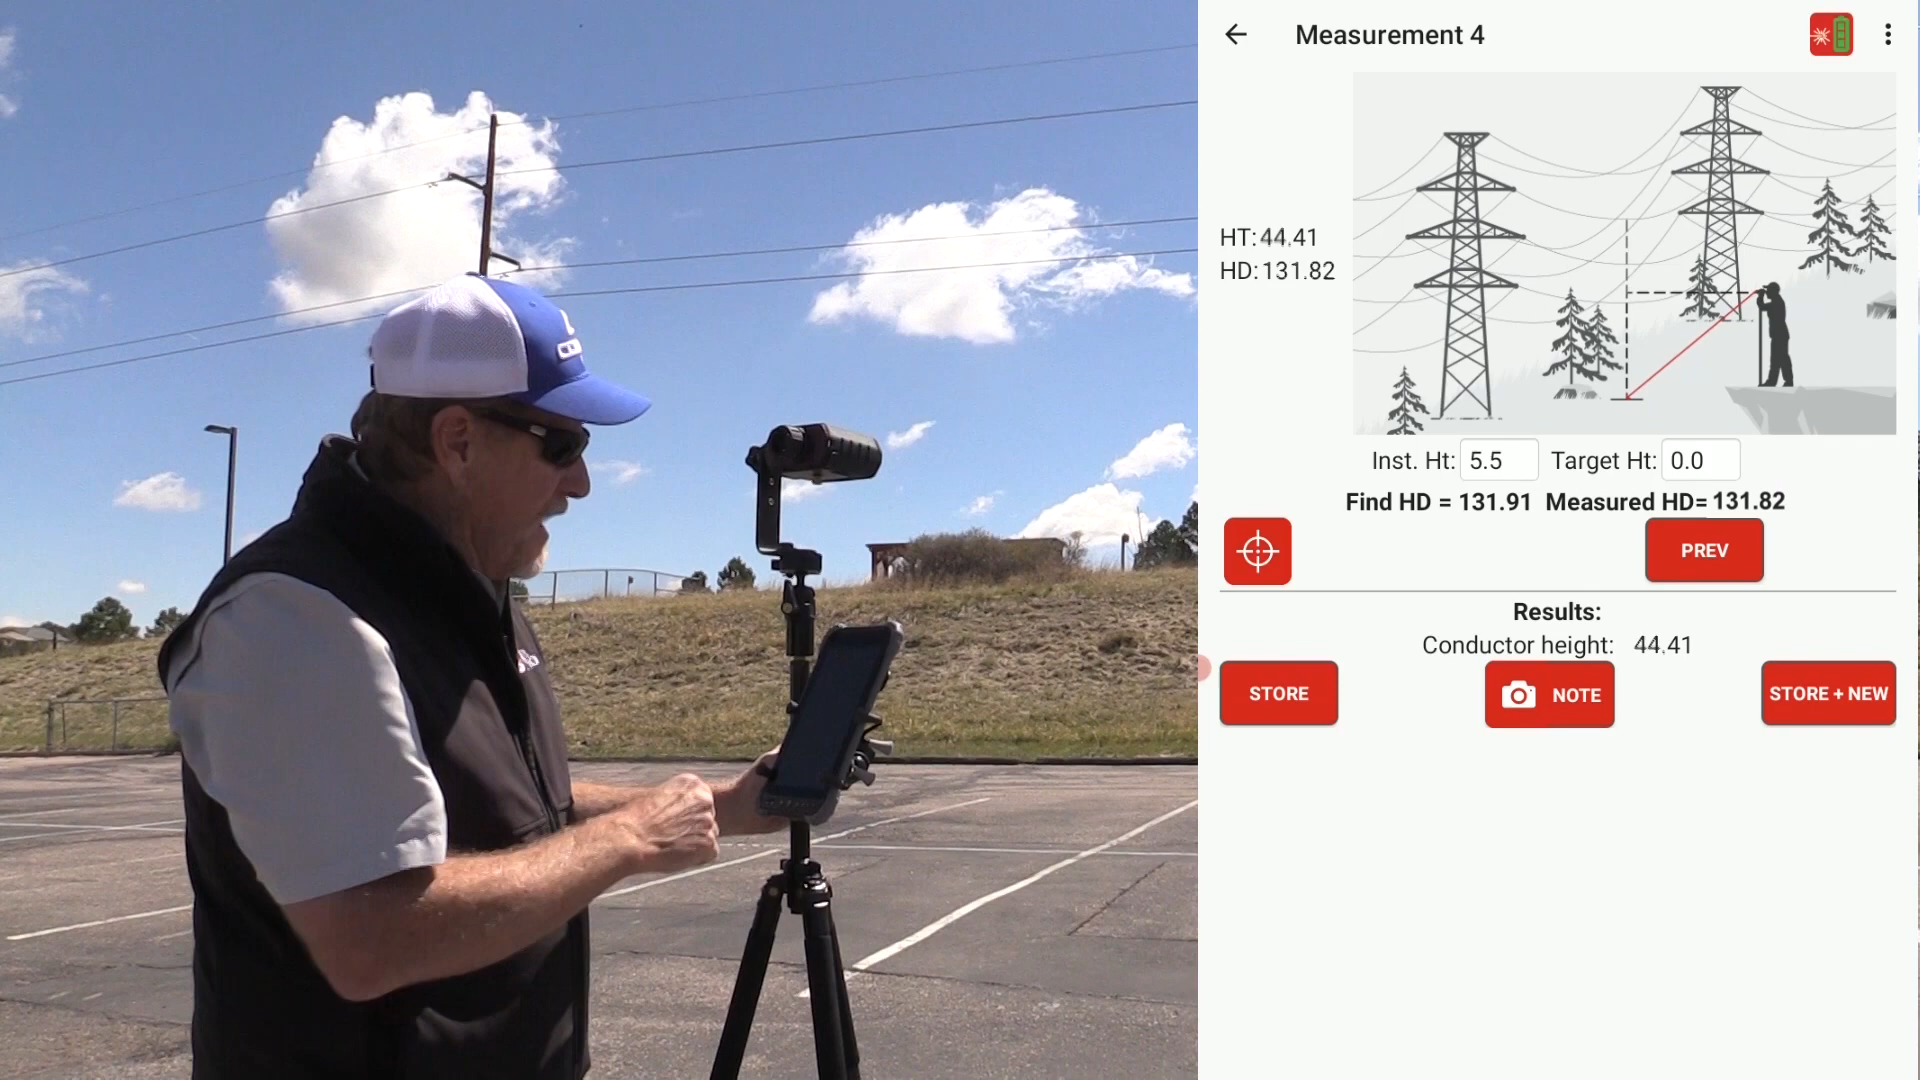 Measurement 4
HT: 44.41
HD: 131.82
Inst. Ht: 5.5 Target Ht: 0.0
Find HD = 131.91 Measured HD= 131.82
PREV
Results:
Conductor height: 44.41
STORE
NOTE
STORE + NEW